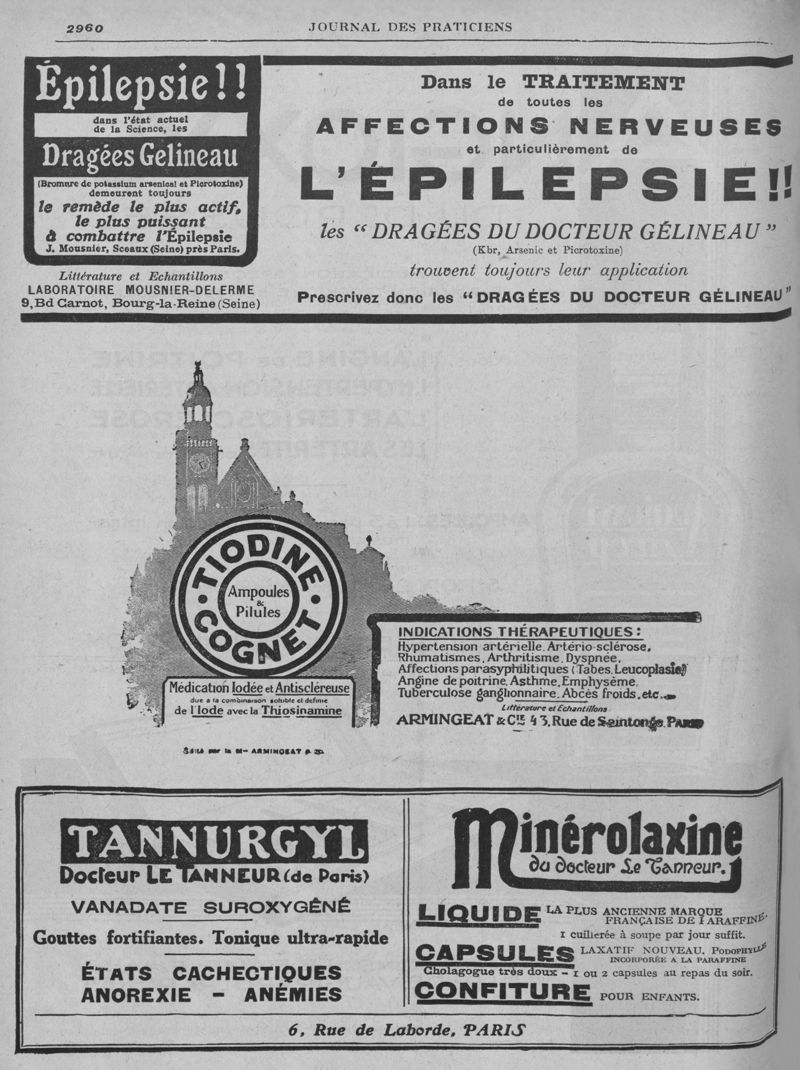 2960
JOURNAL DES PRATICIENS
Épilepsie!!
dans l'état actuel
de la Science, les
Dragées Gelineau
(Bromure de potassium arsenical et Picrotoxine)
demeurent toujours
le remède le plus actif,
le plus puissant
à combattre l'Épilepsie
J. Mousnier, Sceaux (Seine) près Paris.
Littérature et Echantillons
LABORATOIRE MOUSNIER-DELERME
9, Bd Carnot, Bourg-la-Reine (Seine)
Dans le TRAITEMENT
de toutes les
AFFECTIONS NERVEUSES
et particulièrement de
L'ÉPILEPSIE!!
les “ DRAGÉES DU DOCTEUR GÉLINEAU ”
(Kbr, Arsenic et Picrotoxine)
trouvent toujours leur application
Prescrivez donc les “ DRAGÉES DU DOCTEUR GÉLINEAU ”
TIODINE
Ampoules
&
Pilules
COGNET
Médication Iodée et Antiscléreuse
due a la combinaison soluble et définie
de l'Iode avec la Thiosinamine
INDICATIONS THÉRAPEUTIQUES :
Hypertension artérielle. Artério-sclérose,
Rhumatismes, Arthritisme, Dyspnée,
Affections parasyphilitiques (Tabes, Leucoplasie)
Angine de poitrine, Asthme, Emphysème.
Tuberculose ganglionnaire. Abcès froids, etc..
Littérature et Echantillons
ARMINGEAT & Cie 43, Rue de Saintonge. PARIS
par la ARMINGEAT
TANNURGYL
Docteur LE TANNEUR (de Paris)
VANADATE SUROXYGÉNÉ
Gouttes fortifiantes. Tonique ultra-rapide
ÉTATS CACHECTIQUES
ANOREXIE - ANÉMIES
Minérolaxine
du docteur Le Tanneur.
LIQUIDE LA PLUS ANCIENNE MARQUE
FRANÇAISE DE PARAFFINE.
1 cuillerée à soupe par jour suffit.
CAPSULES LAXATIF NOUVEAU. PODOPHYLLE
INCORPORÉE A LA PARAFFINE
Cholagogue très doux - 1 ou 2 capsules au repas du soir.
CONFITURE POUR ENFANTS.
6, Rue de Laborde, PARIS